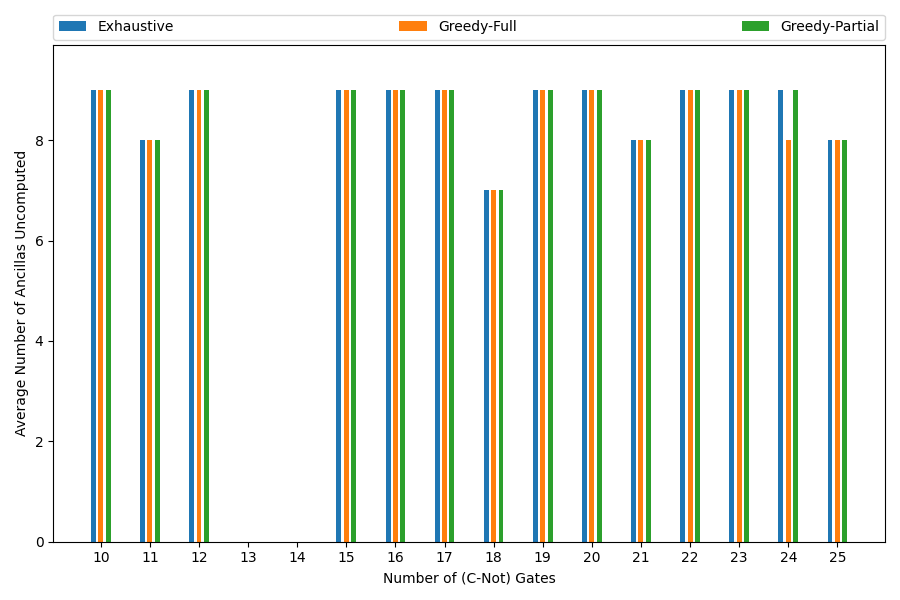 Exhaustive Greedy-Full Greedy-Partial
Average Number of Ancillas Uncomputed
8
6
4
2
0
10 11 12 13 14 15 16 17 18 19 20 21 22 23 24 25
Number of (C-Not) Gates